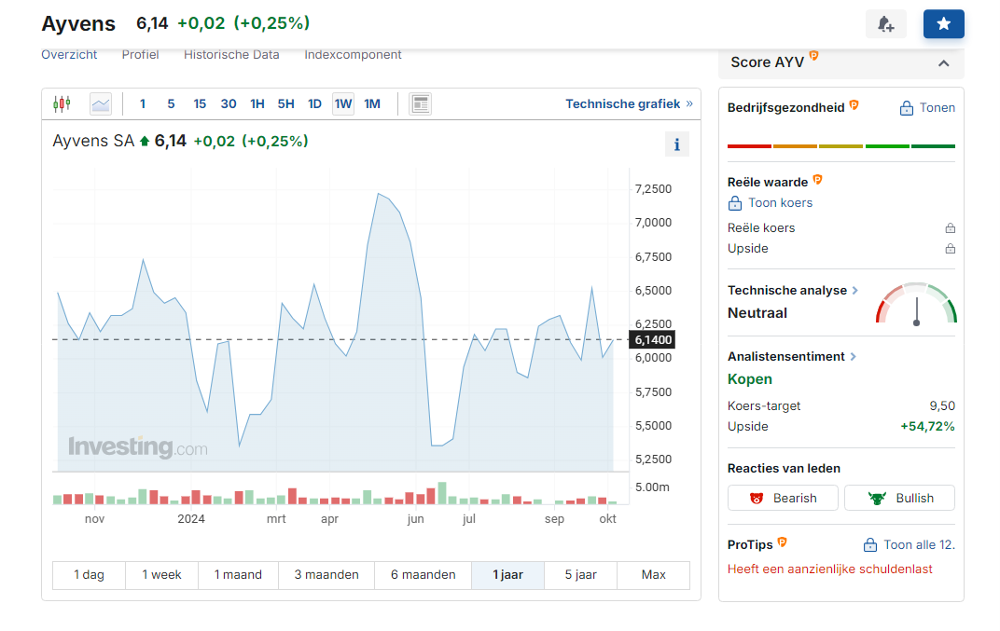 Ayvens 6,14 +0,02 (+0,25%)
Overzicht Profiel Historische Data Indexcomponent
1 5 15 30 1H 5H 1D 1W 1M Technische grafiek »
Ayvens SA 6,14 +0,02 (+0,25%)
7,2500
7,0000
6,7500
6,5000
6,2500
6,1400
6,0000
5,7500
5,5000
5,2500
Investing.com
5.00m
nov 2024 mrt apr jun jul sep okt
1 dag 1 week 1 maand 3 maanden 6 maanden 1 jaar 5 jaar Max
Score AYV
Bedrijfsgezondheid Tonen
Reële waarde
Toon koers
Reële koers
Upside
Technische analyse
Neutraal
Analistensentiment
Kopen
Koers-target 9,50
Upside +54,72%
Reacties van leden
Bearish Bullish
ProTips Toon alle 12.
Heeft een aanzienlijke schuldenlast